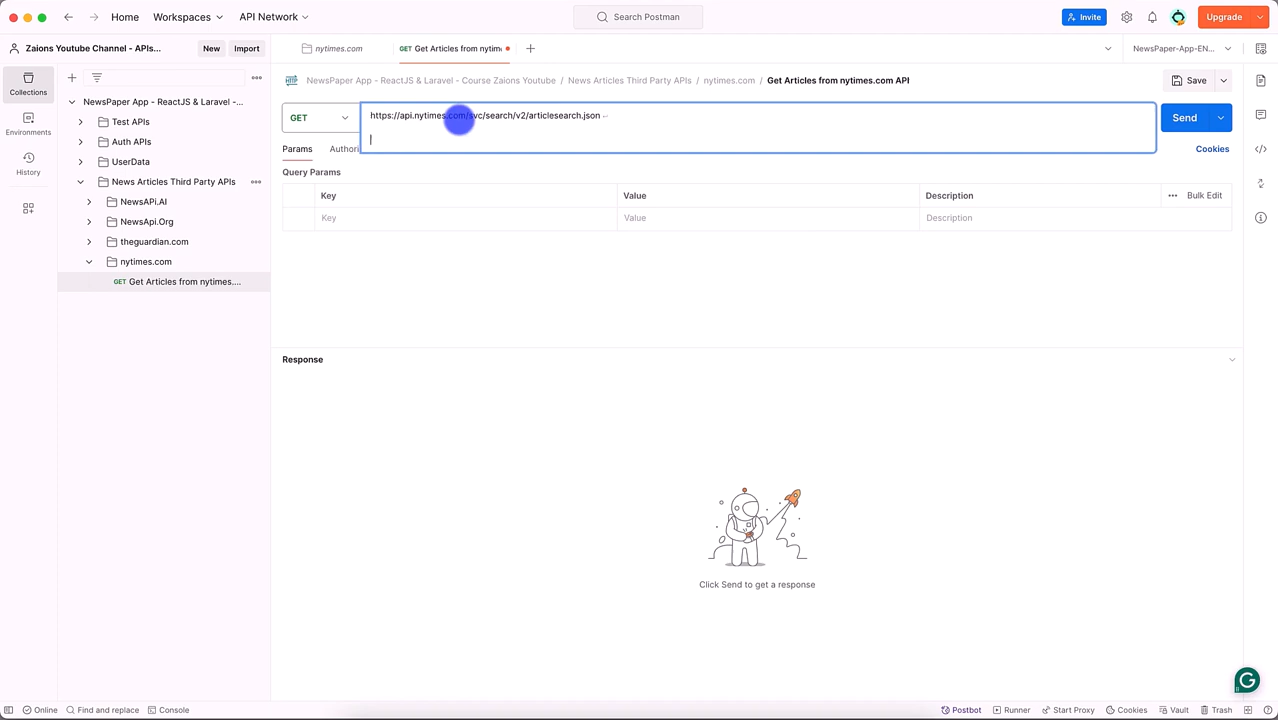 Home
Workspaces
API Network
Search Postman
Invite
Upgrade
Zaions Youtube Channel - APIs...
New
Import
nytimes.com
GET Get Articles from nytim
NewsPaper-App-EN...
Collections
Environments
History
NewsPaper App - ReactJS & Laravel -...
Test APIs
Auth APIs
UserData
News Articles Third Party APIs
NewsAPi.AI
NewsApi.Org
theguardian.com
nytimes.com
GET Get Articles from nytimes....
NewsPaper App - ReactJS & Laravel - Course Zaions Youtube / News Articles Third Party APIs / nytimes.com / Get Articles from nytimes.com API
Save
GET
https://api.nytimes.com/svc/search/v2/articlesearch.json
Send
Params
Authori
Cookies
Query Params
Key
Value
Description
Bulk Edit
Key
Value
Description
Response
Click Send to get a response
G
Online
Find and replace
Console
Postbot
Runner
Start Proxy
Cookies
Vault
Trash